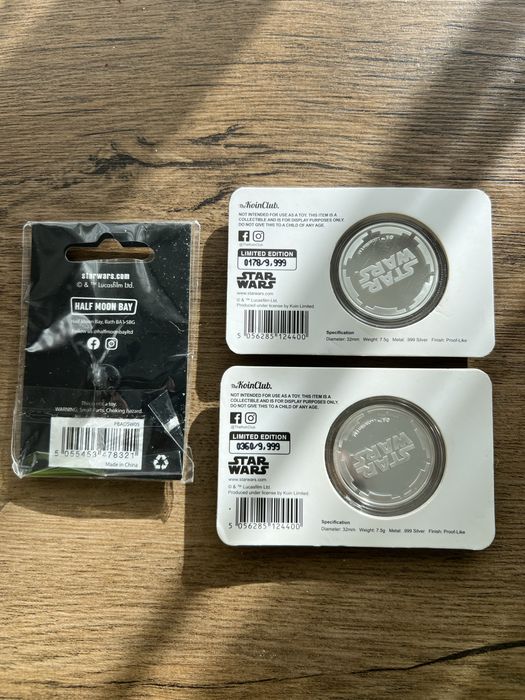 starwars.com
© & ™ Lucasfilm Ltd.
HALF MOON BAY
Half Moon Bay, Bath BA1-5BG
Follow us @halfmoonbayltd
This is not a toy.
WARNING. Small Parts. Choking hazard.
PBADSW05
5 055453 478321
Made in China
The KoinClub.
NOT INTENDED FOR USE AS A TOY. THIS ITEM IS A
COLLECTIBLE AND IS FOR DISPLAY PURPOSES ONLY.
DO NOT GIVE TO A CHILD OF ANY AGE.
@TheKoinClub
LIMITED EDITION
0178/9,999
STAR
WARS
www.starwars.com
© & ™ Lucasfilm Ltd.
Produced under license by Koin Limited
5 056285 124400
STAR
WARS
Specification
Diameter: 32mm Weight: 7.5g Metal: .999 Silver Finish: Proof-Like
The KoinClub.
NOT INTENDED FOR USE AS A TOY. THIS ITEM IS A
COLLECTIBLE AND IS FOR DISPLAY PURPOSES ONLY.
DO NOT GIVE TO A CHILD OF ANY AGE.
@TheKoinClub
LIMITED EDITION
0360/9,999
STAR
WARS
www.starwars.com
© & ™ Lucasfilm Ltd.
Produced under license by Koin Limited
5 056285 124400
STAR
WARS
Specification
Diameter: 32mm Weight: 7.5g Metal: .999 Silver Finish: Proof-Like